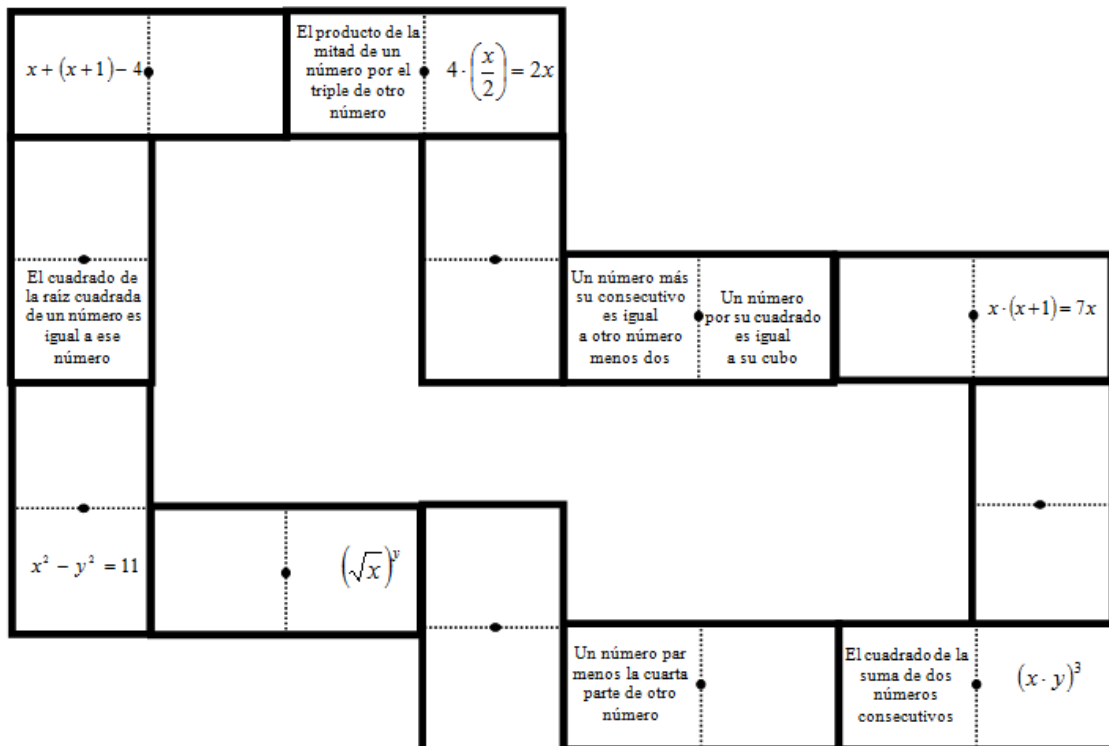 x + (x + 1) − 4
El producto de la
mitad de un
número por el
triple de otro
número
4 · (x/2) = 2x
El cuadrado de
la raíz cuadrada
de un número es
igual a ese
número
Un número más
su consecutivo
es igual
a otro número
menos dos
Un número
por su cuadrado
es igual
a su cubo
x · (x + 1) = 7x
x² − y² = 11
(√x)^y
Un número par
menos la cuarta
parte de otro
número
El cuadrado de la
suma de dos
números
consecutivos
(x · y)³